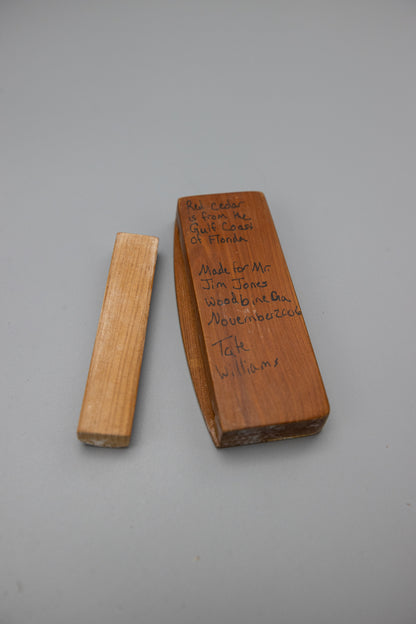 Red cedar
is from the
Gulf Coast
of Florida
Made for Mr
Jim Jones
Woodbine Ga
November 2006
Tate
Williams